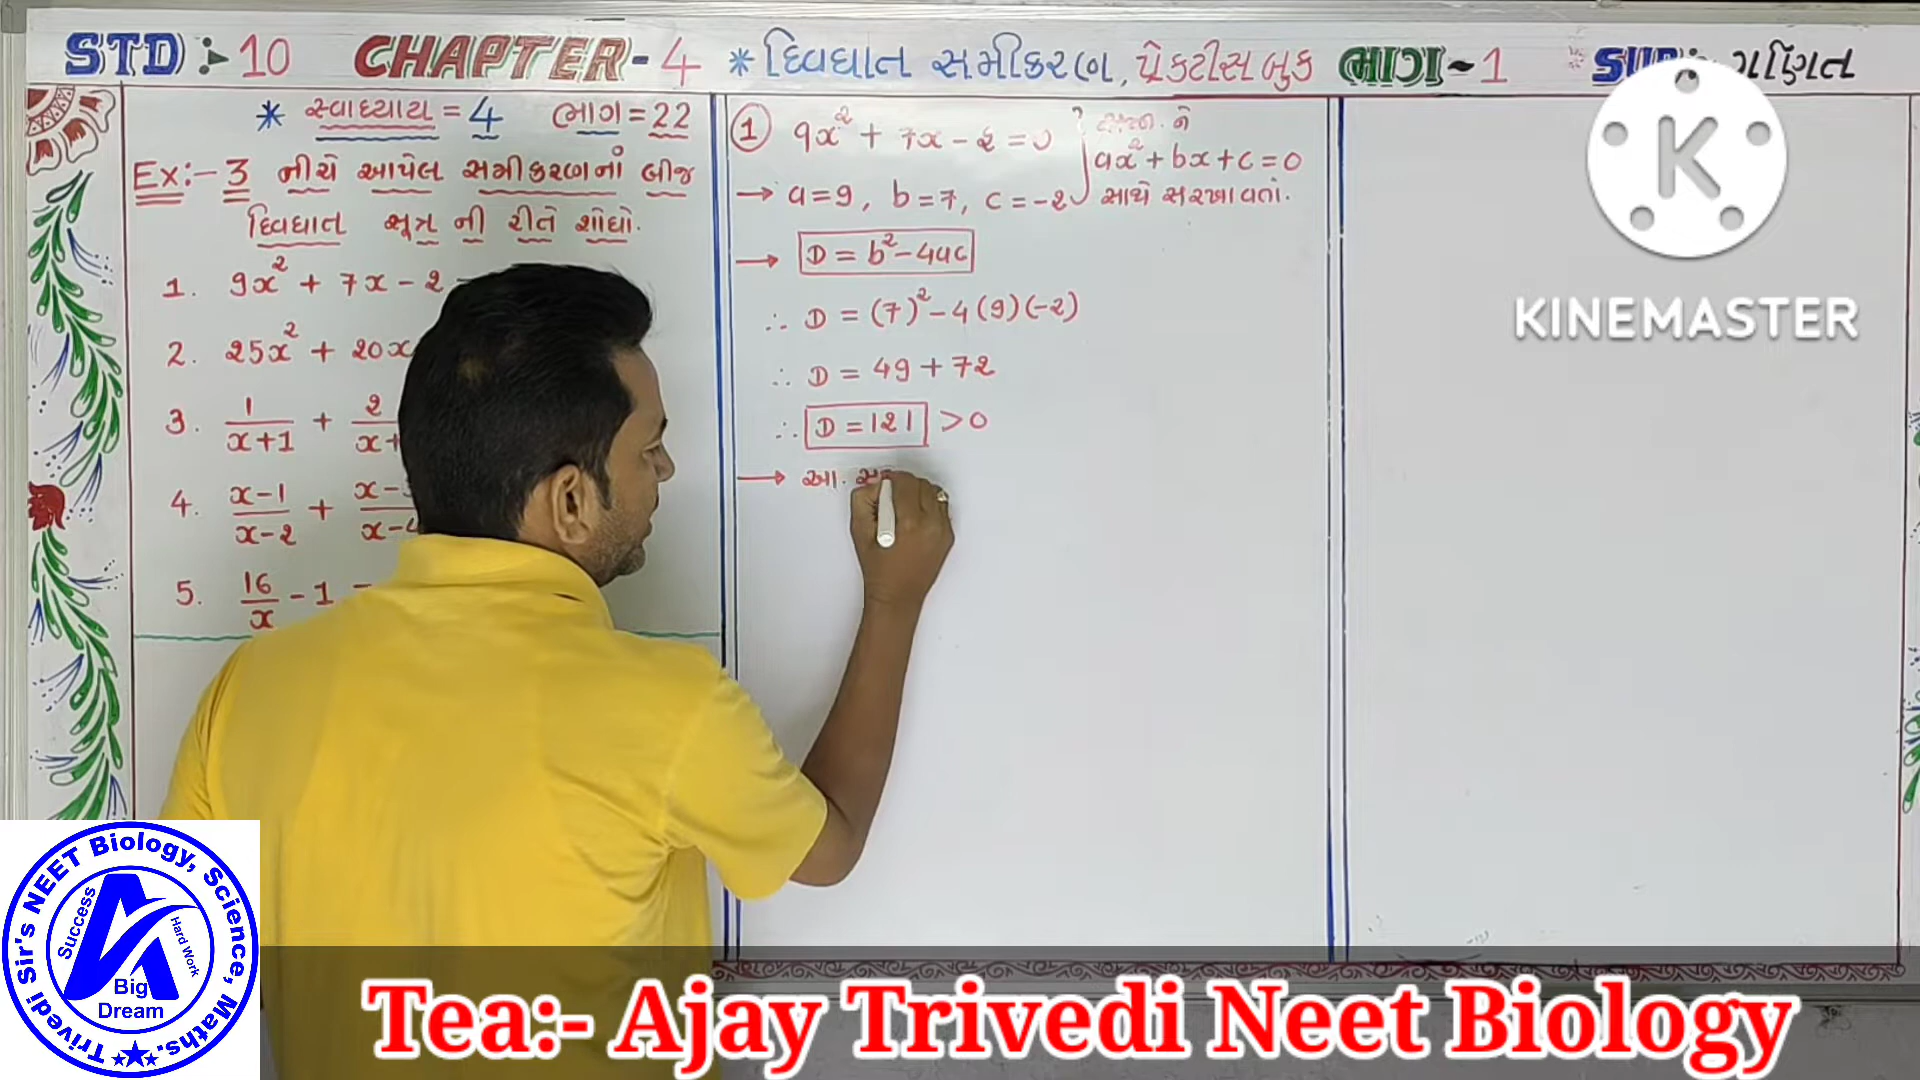 STD :- 10 CHAPTER - 4 * દ્વિઘાત સમીકરણ, પ્રેક્ટીસ બુક ભાગ ~ 1 ગણિત
* સ્વાધ્યાય = 4 ભાગ = 22
Ex:- 3 નીચે આપેલ સમીકરણનાં બીજ
દ્વિઘાત સૂત્ર ની રીતે શોધો.
1. 9x² + 7x - 2
2. 25x² + 20x
3. 1/(x+1) + 2/x+
4. (x-1)/(x-2) + x-/x-4
5. 16/x - 1
① 9x² + 7x - 2 = 0
→ a = 9, b = 7, c = -2
ને
ax² + bx + c = 0
સાથે સરખાવતાં.
→ D = b² - 4ac
∴ D = (7)² - 4(9)(-2)
∴ D = 49 + 72
∴ D = 121 > 0
→ આ.
K
KINEMASTER
Trivedi Sir's NEET Biology, Science, Maths.
Success
Hard Work
Big
Dream
Tea:- Ajay Trivedi Neet Biology